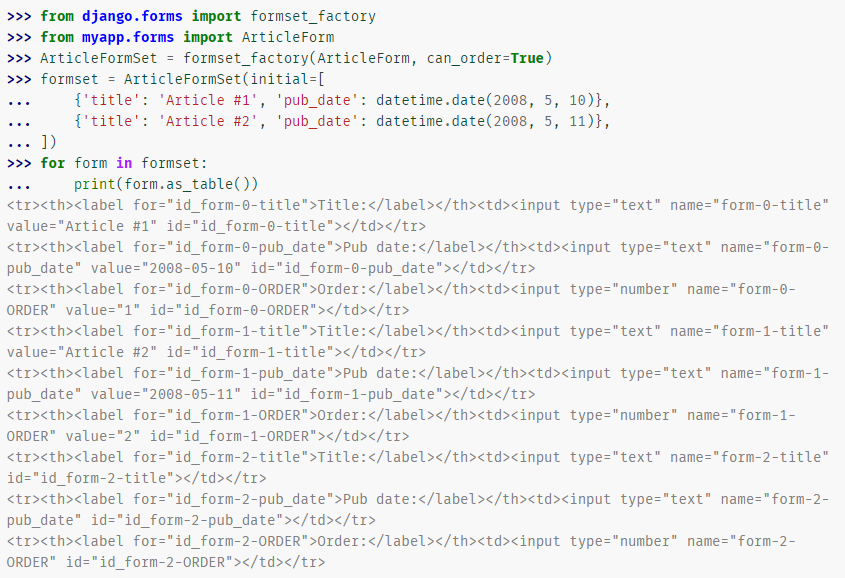 >>> from django.forms import formset_factory
>>> from myapp.forms import ArticleForm
>>> ArticleFormSet = formset_factory(ArticleForm, can_order=True)
>>> formset = ArticleFormSet(initial=[
...     {'title': 'Article #1', 'pub_date': datetime.date(2008, 5, 10)},
...     {'title': 'Article #2', 'pub_date': datetime.date(2008, 5, 11)},
... ])
>>> for form in formset:
...     print(form.as_table())
<tr><th><label for="id_form-0-title">Title:</label></th><td><input type="text" name="form-0-title"
value="Article #1" id="id_form-0-title"></td></tr>
<tr><th><label for="id_form-0-pub_date">Pub date:</label></th><td><input type="text" name="form-0-
pub_date" value="2008-05-10" id="id_form-0-pub_date"></td></tr>
<tr><th><label for="id_form-0-ORDER">Order:</label></th><td><input type="number" name="form-0-
ORDER" value="1" id="id_form-0-ORDER"></td></tr>
<tr><th><label for="id_form-1-title">Title:</label></th><td><input type="text" name="form-1-title"
value="Article #2" id="id_form-1-title"></td></tr>
<tr><th><label for="id_form-1-pub_date">Pub date:</label></th><td><input type="text" name="form-1-
pub_date" value="2008-05-11" id="id_form-1-pub_date"></td></tr>
<tr><th><label for="id_form-1-ORDER">Order:</label></th><td><input type="number" name="form-1-
ORDER" value="2" id="id_form-1-ORDER"></td></tr>
<tr><th><label for="id_form-2-title">Title:</label></th><td><input type="text" name="form-2-title"
id="id_form-2-title"></td></tr>
<tr><th><label for="id_form-2-pub_date">Pub date:</label></th><td><input type="text" name="form-2-
pub_date" id="id_form-2-pub_date"></td></tr>
<tr><th><label for="id_form-2-ORDER">Order:</label></th><td><input type="number" name="form-2-
ORDER" id="id_form-2-ORDER"></td></tr>